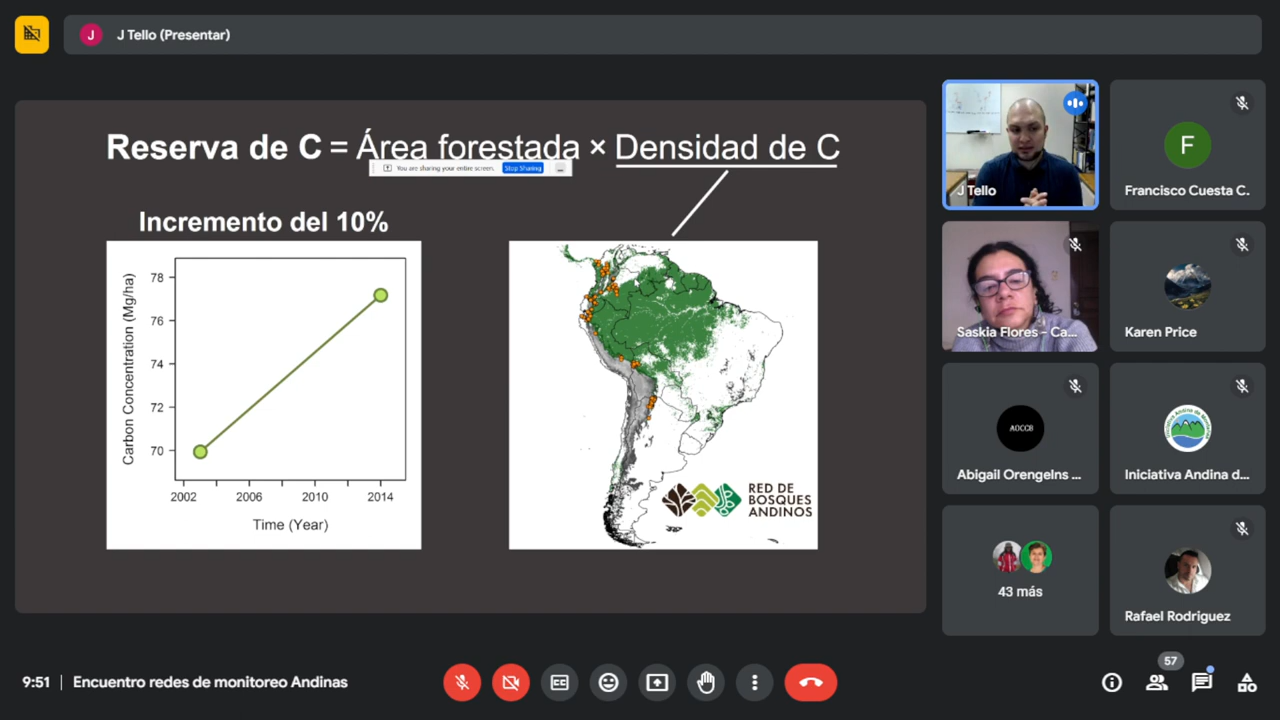 J
J Tello (Presentar)
Reserva de C = Área forestada × Densidad de C
You are sharing your entire screen.
Stop Sharing
Incremento del 10%
Carbon Concentration (Mg/ha)
78
76
74
72
70
2002
2006
2010
2014
Time (Year)
RED DE
BOSQUES
ANDINOS
J Tello
F
Francisco Cuesta C.
Saskia Flores - Ca...
Karen Price
AOCCB
Abigail OrengeIns ...
Iniciativa Andina d...
43 más
Rafael Rodriguez
9:51
Encuentro redes de monitoreo Andinas
CC
57